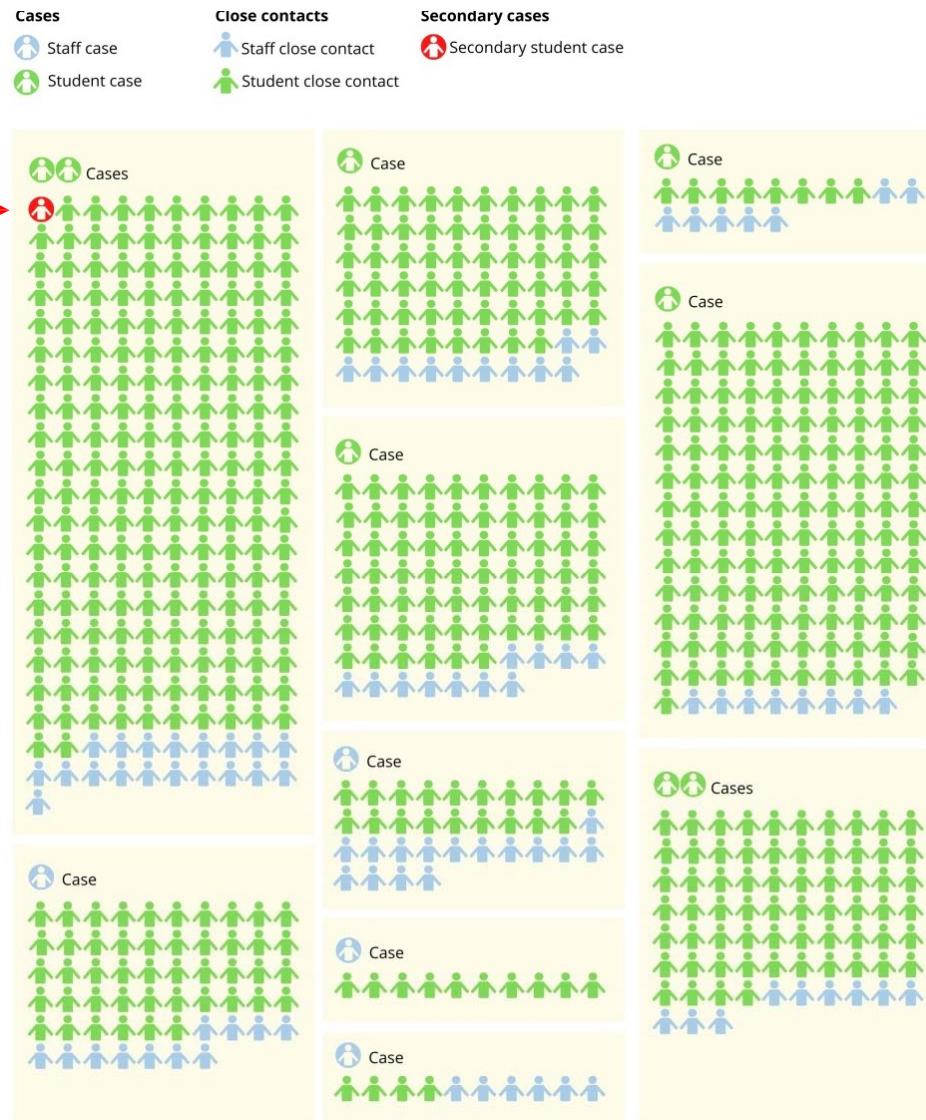 Cases
Close contacts
Secondary cases
Staff case
Staff close contact
Secondary student case
Student case
Student close contact
Cases
Case
Case
Case
Case
Case
Cases
Case
Case
Case